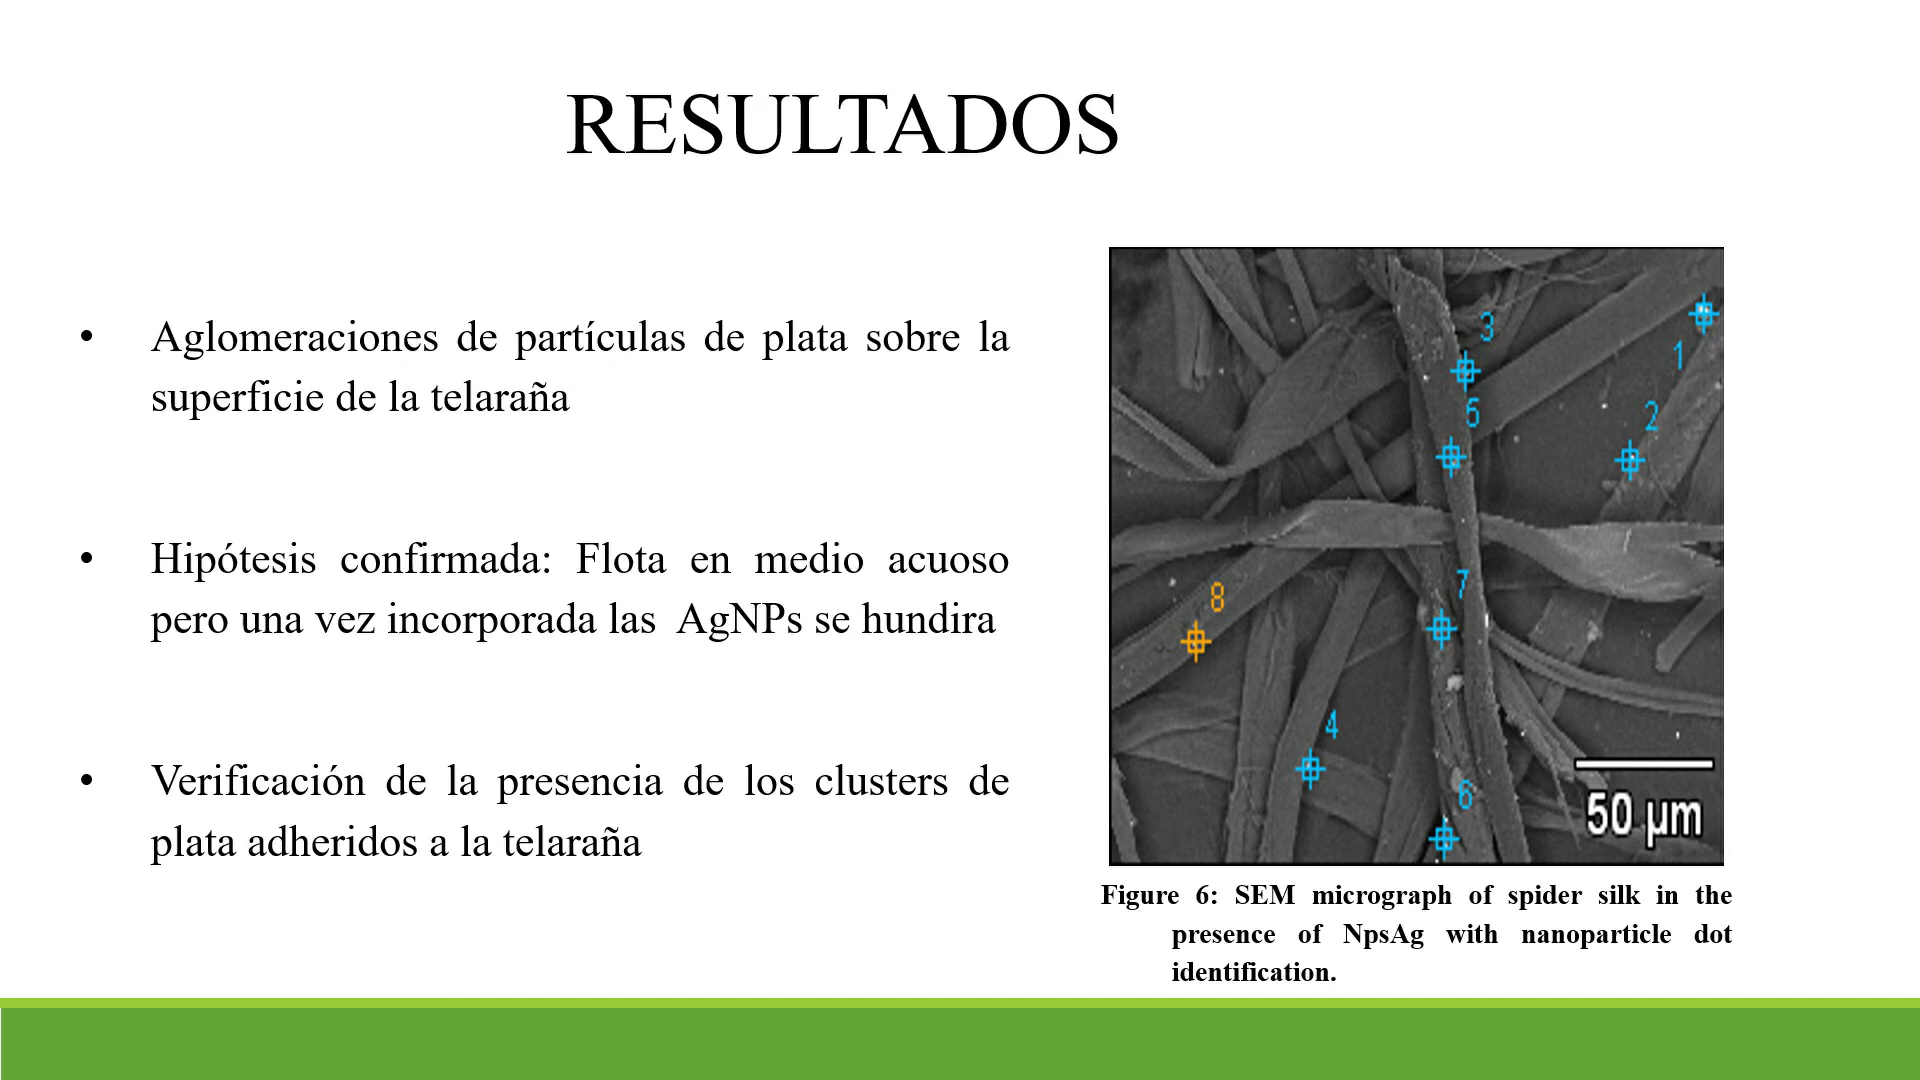 RESULTADOS
• Aglomeraciones de partículas de plata sobre la
superficie de la telaraña
• Hipótesis confirmada: Flota en medio acuoso
pero una vez incorporada las AgNPs se hundira
• Verificación de la presencia de los clusters de
plata adheridos a la telaraña
3
1
5
2
7
8
4
6
50 µm
Figure 6: SEM micrograph of spider silk in the
presence of NpsAg with nanoparticle dot
identification.